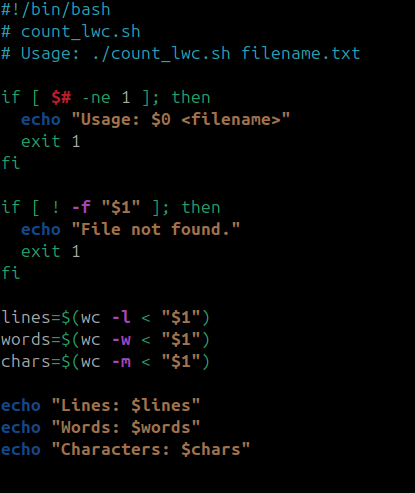 #!/bin/bash
# count_lwc.sh
# Usage: ./count_lwc.sh filename.txt
if [ $# -ne 1 ]; then
  echo "Usage: $0 <filename>"
  exit 1
fi
if [ ! -f "$1" ]; then
  echo "File not found."
  exit 1
fi
lines=$(wc -l < "$1")
words=$(wc -w < "$1")
chars=$(wc -m < "$1")
echo "Lines: $lines"
echo "Words: $words"
echo "Characters: $chars"